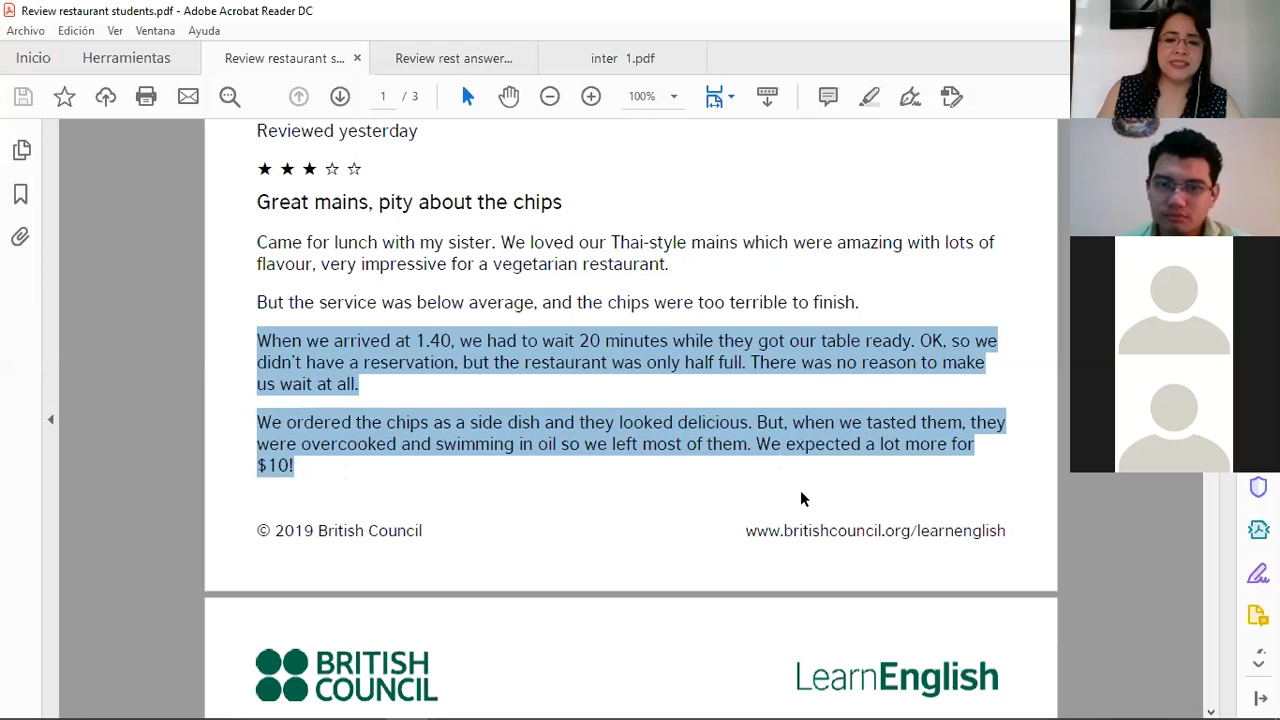 Review restaurant students.pdf - Adobe Acrobat Reader DC
Archivo Edición Ver Ventana Ayuda
Inicio Herramientas Review restaurant s... × Review rest answer... inter 1.pdf
1 / 3 100%
Reviewed yesterday
★ ★ ★ ☆ ☆
Great mains, pity about the chips
Came for lunch with my sister. We loved our Thai-style mains which were amazing with lots of
flavour, very impressive for a vegetarian restaurant.
But the service was below average, and the chips were too terrible to finish.
When we arrived at 1.40, we had to wait 20 minutes while they got our table ready. OK, so we
didn't have a reservation, but the restaurant was only half full. There was no reason to make
us wait at all.
We ordered the chips as a side dish and they looked delicious. But, when we tasted them, they
were overcooked and swimming in oil so we left most of them. We expected a lot more for
$10!
© 2019 British Council www.britishcouncil.org/learnenglish
BRITISH
COUNCIL
LearnEnglish